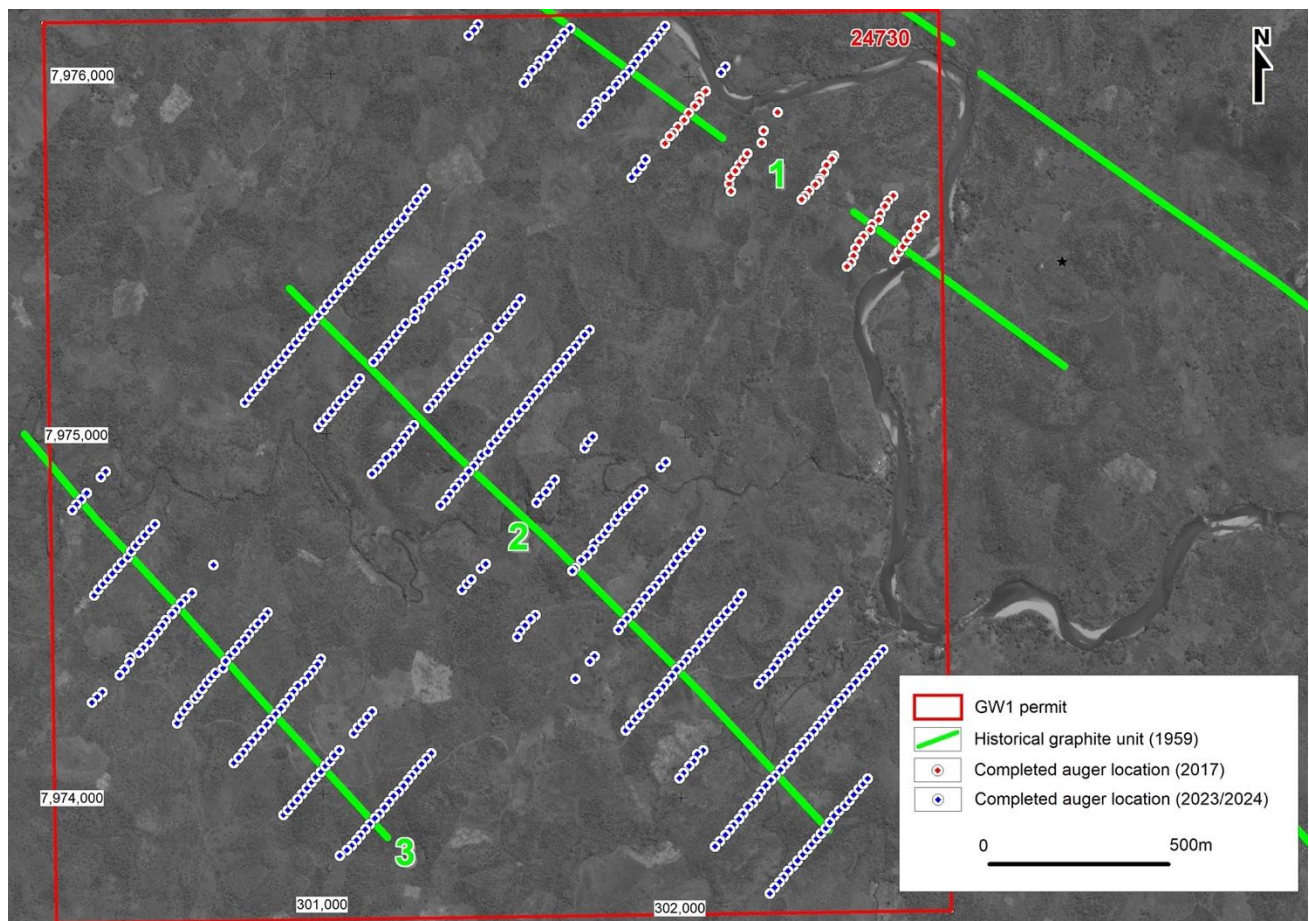 24730
N
7,976,000
1
7,975,000
2
7,974,000
3
301,000
302,000
GW1 permit
Historical graphite unit (1959)
Completed auger location (2017)
Completed auger location (2023/2024)
0 500m